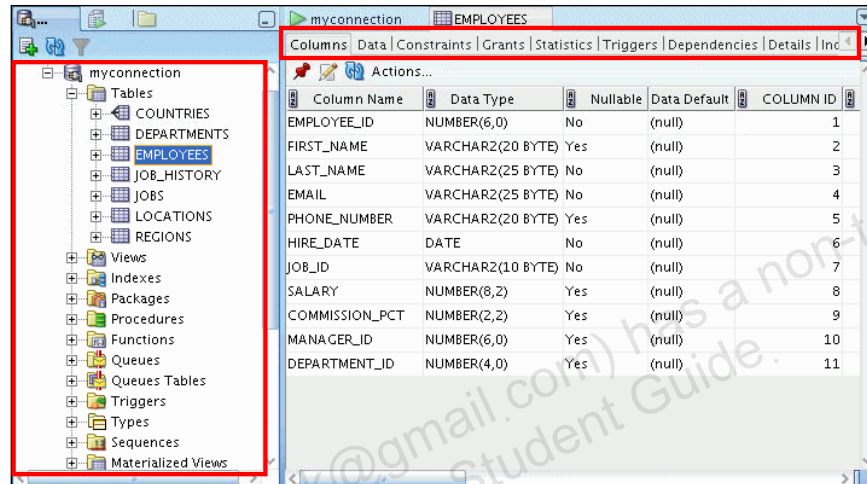 myconnection
Tables
COUNTRIES
DEPARTMENTS
EMPLOYEES
JOB_HISTORY
JOBS
LOCATIONS
REGIONS
Views
Indexes
Packages
Procedures
Functions
Queues
Queues Tables
Triggers
Types
Sequences
Materialized Views
myconnection EMPLOYEES
Columns Data Constraints Grants Statistics Triggers Dependencies Details
Actions...
Column Name Data Type Nullable Data Default COLUMN ID
EMPLOYEE_ID NUMBER(6,0) No (null) 1
FIRST_NAME VARCHAR2(20 BYTE) Yes (null) 2
LAST_NAME VARCHAR2(25 BYTE) No (null) 3
EMAIL VARCHAR2(25 BYTE) No (null) 4
PHONE_NUMBER VARCHAR2(20 BYTE) Yes (null) 5
HIRE_DATE DATE No (null) 6
JOB_ID VARCHAR2(10 BYTE) No (null) 7
SALARY NUMBER(8,2) Yes (null) 8
COMMISSION_PCT NUMBER(2,2) Yes (null) 9
MANAGER_ID NUMBER(6,0) Yes (null) 10
DEPARTMENT_ID NUMBER(4,0) Yes (null) 11
@gmail.com) has a non-t
Student Guide.